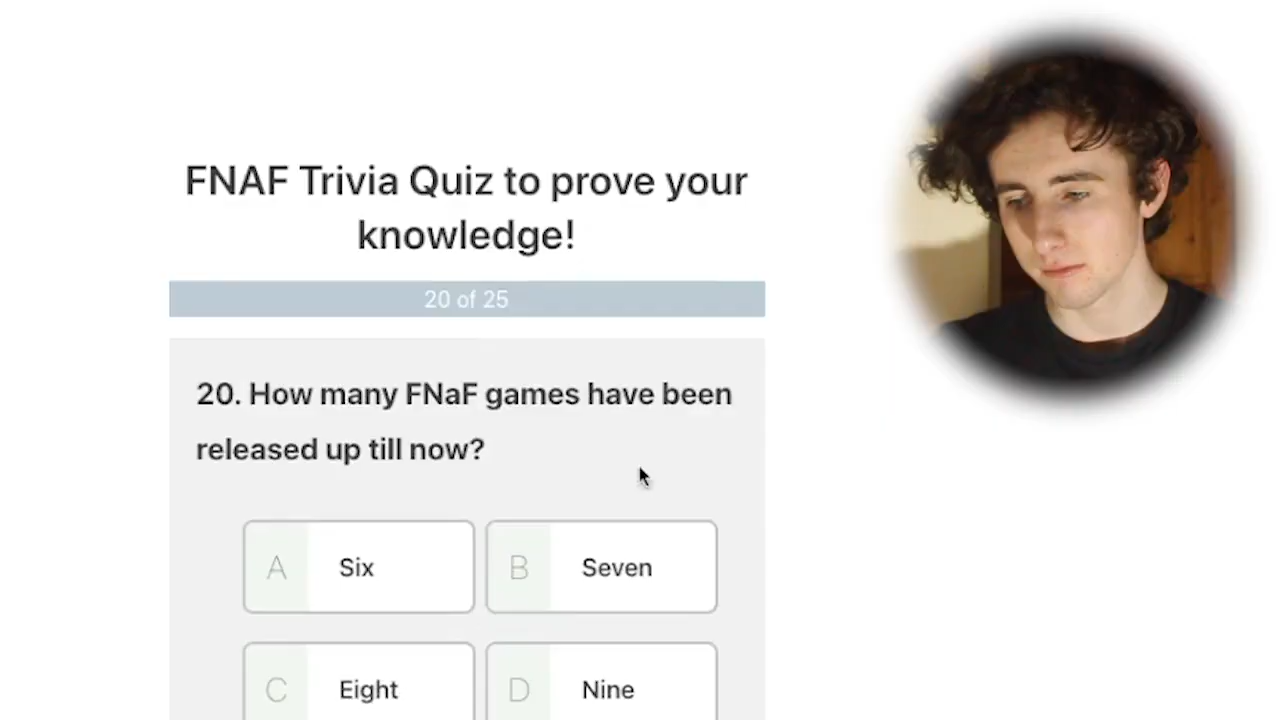 FNAF Trivia Quiz to prove your
knowledge!
20 of 25
20. How many FNaF games have been
released up till now?
A Six
B Seven
C Eight
D Nine